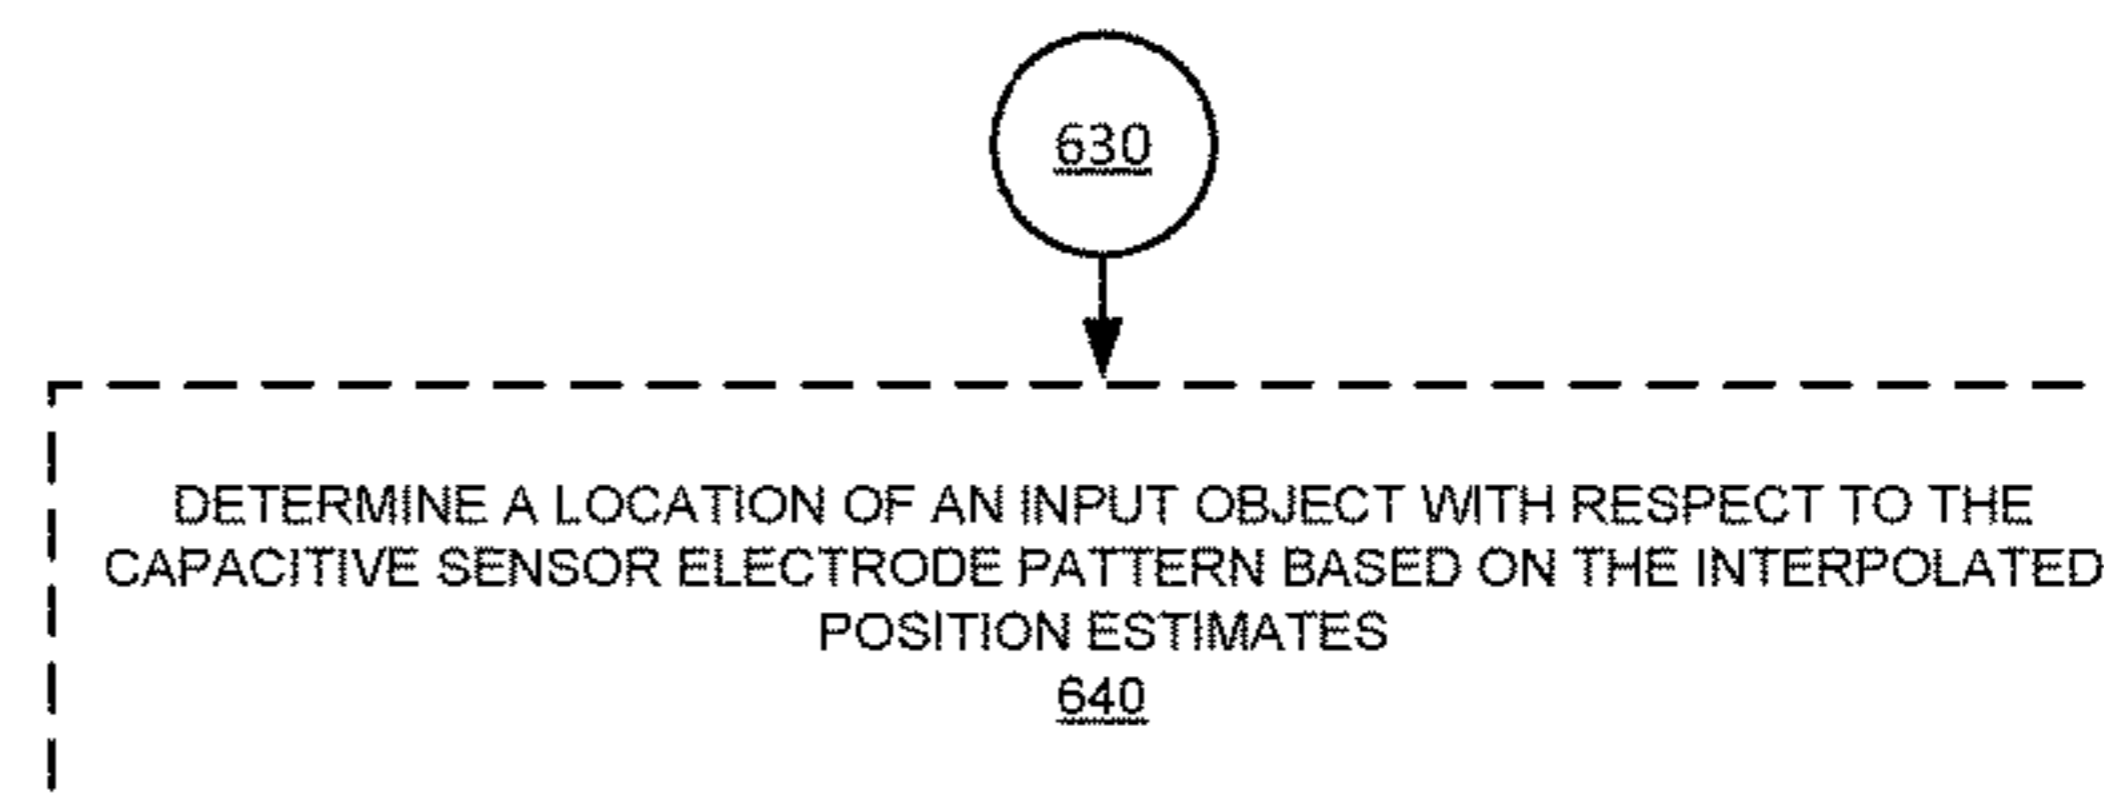 630
DETERMINE A LOCATION OF AN INPUT OBJECT WITH RESPECT TO THE
CAPACITIVE SENSOR ELECTRODE PATTERN BASED ON THE INTERPOLATED
POSITION ESTIMATES
640